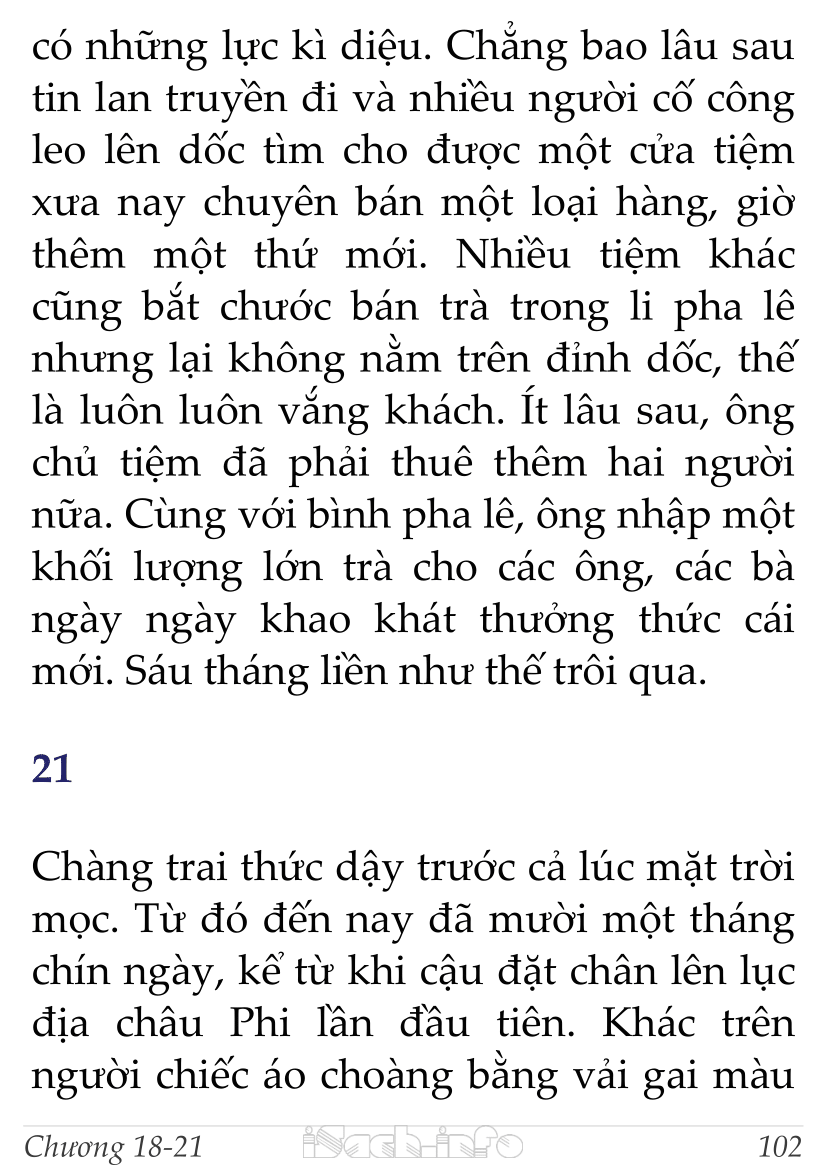 có những lực kì diệu. Chẳng bao lâu sau
tin lan truyền đi và nhiều người cố công
leo lên dốc tìm cho được một cửa tiệm
xưa nay chuyên bán một loại hàng, giờ
thêm một thứ mới. Nhiều tiệm khác
cũng bắt chước bán trà trong li pha lê
nhưng lại không nằm trên đỉnh dốc, thế
là luôn luôn vắng khách. Ít lâu sau, ông
chủ tiệm đã phải thuê thêm hai người
nữa. Cùng với bình pha lê, ông nhập một
khối lượng lớn trà cho các ông, các bà
ngày ngày khao khát thưởng thức cái
mới. Sáu tháng liền như thế trôi qua.
21
Chàng trai thức dậy trước cả lúc mặt trời
mọc. Từ đó đến nay đã mười một tháng
chín ngày, kể từ khi cậu đặt chân lên lục
địa châu Phi lần đầu tiên. Khác trên
người chiếc áo choàng bằng vải gai màu
Chương 18-21 iSach.info 102